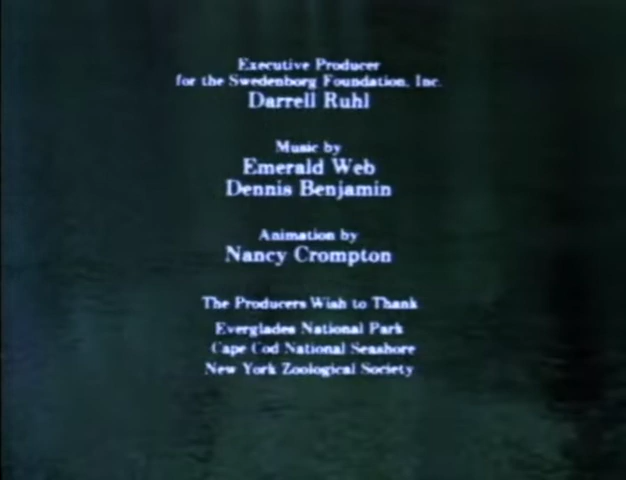 Executive Producer
for the Swedenborg Foundation, Inc.
Darrell Ruhl
Music by
Emerald Web
Dennis Benjamin
Animation by
Nancy Crompton
The Producers Wish to Thank
Everglades National Park
Cape Cod National Seashore
New York Zoological Society